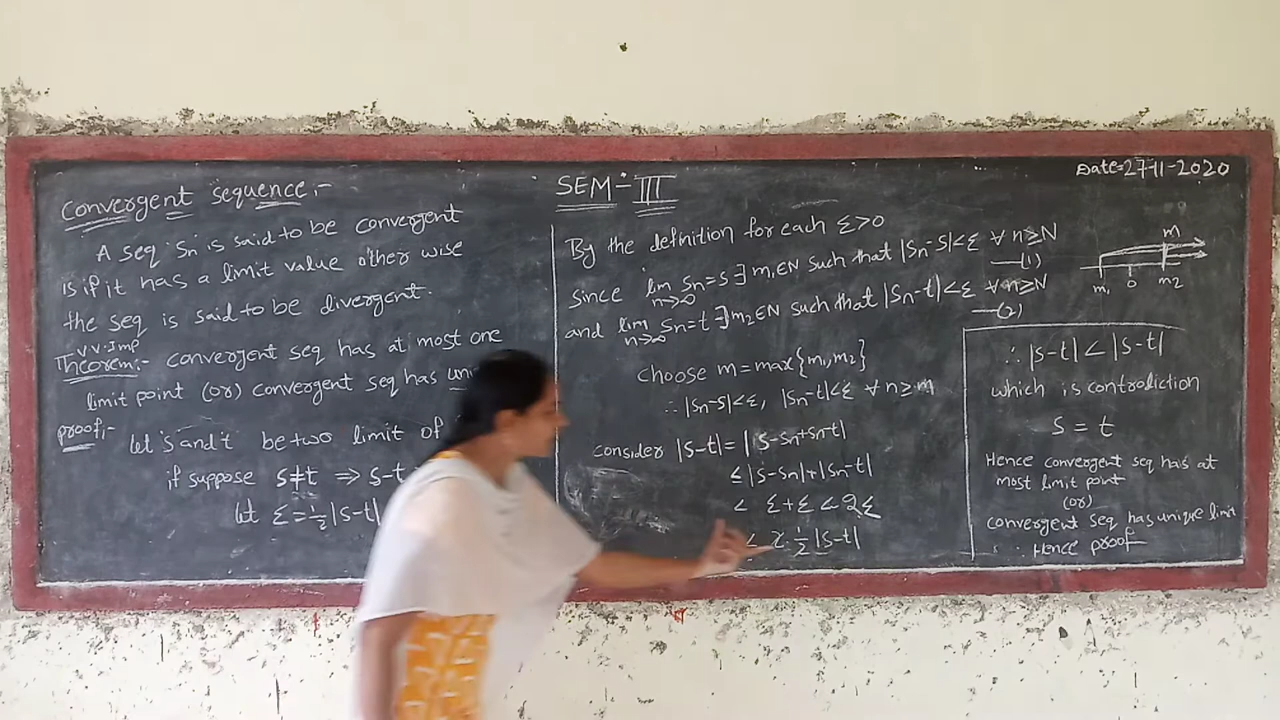 SEM-III
Date:-27-11-2020
Convergent sequence:-
A seq Sn is said to be convergent
is if it has a limit value other wise
the seq is said to be divergent.
V.V.Imp
Theorem:- convergent seq has at most one
limit point (or) convergent seq has
proof:- let s and t be two limit of
if suppose s≠t ⇒ s-t
let ε=1/2|s-t|
By the definition for each ε>0
Since lim n→∞ Sn=s ∃ m1∈N such that |Sn-s|<ε ∀ n≥N —(1)
and lim n→∞ Sn=t ∃ m2∈N such that |Sn-t|<ε ∀ n≥N —(2)
choose m=max{m1,m2}
∴ |Sn-s|<ε, |Sn-t|<ε ∀ n≥m
consider |s-t|=|s-sn+sn-t|
≤|s-sn|+|sn-t|
< ε+ε<2ε
< 2·1/2|s-t|
m
m1 0 m2
∴ |s-t|<|s-t|
which is controdiction
s = t
Hence convergent seq has at
most limit point
(or)
convergent seq has unique limit
Hence proof